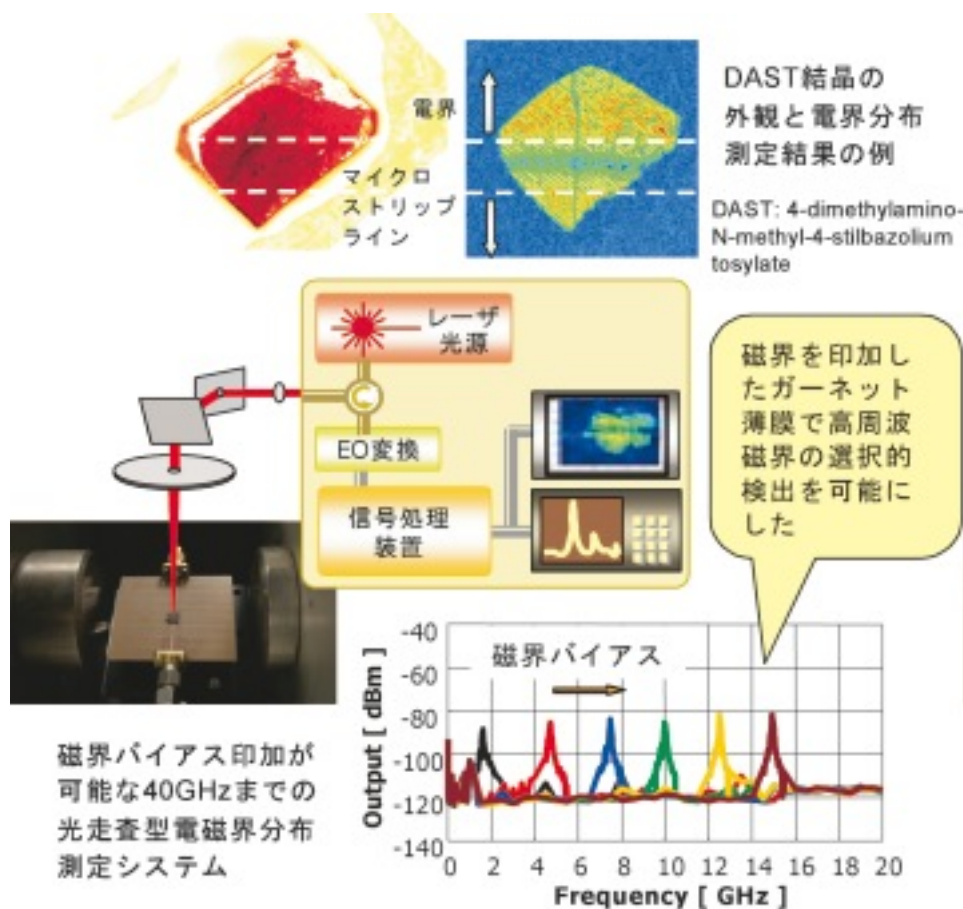 電界
マイクロ
ストリップ
ライン
DAST結晶の
外観と電界分布
測定結果の例
DAST: 4-dimethylamino-
N-methyl-4-stilbazolium
tosylate
レーザ
光源
EO変換
信号処理
装置
磁界を印加し
たガーネット
薄膜で高周波
磁界の選択的
検出を可能に
した
磁界バイアス印加が
可能な40GHzまでの
光走査型電磁界分布
測定システム
磁界バイアス
Output [ dBm]
-40
-60
-80
-100
-120
-140
0 2 4 6 8 10 12 14 16 18 20
Frequency [ GHz]